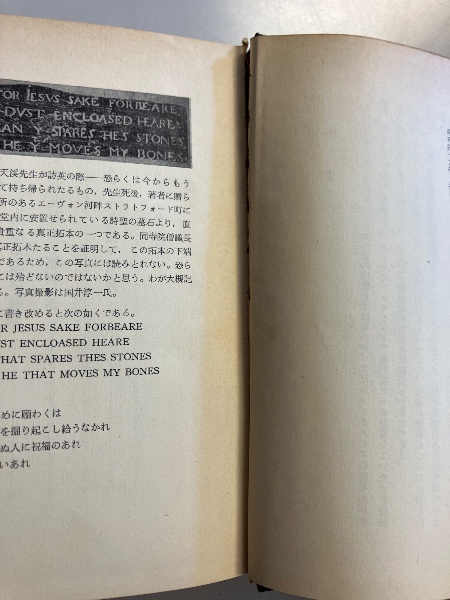 FOR JESUS SAKE FORBEARE
DVST ENCLOASED HEARE
AN Y SPARES THES STONES
HE Y MOVES MY BONES
天溪先生が訪英の際――恐らくは今からもう
て持ち帰られたるもの，先生死後，著者に贈ら
所のあるエーヴォン河畔ストラトフォード町に
堂内に安置せられている詩聖の墓石より，直
貴重なる真正拓本の一つである。同寺院僧議長
真正拓本たることを証明して，この拓本の下端
であるため，この写真には読みとれない。恐ら
には殆どないのではないかと思う。わが大槻記
る。写真撮影は国井淳一氏。
に書き改めると次の如くである。
R JESUS SAKE FORBEARE
UST ENCLOASED HEARE
HAT SPARES THES STONES
HE THAT MOVES MY BONES
めに願わくは
を掘り起こし給うなかれ
ぬ人に祝福のあれ
いあれ